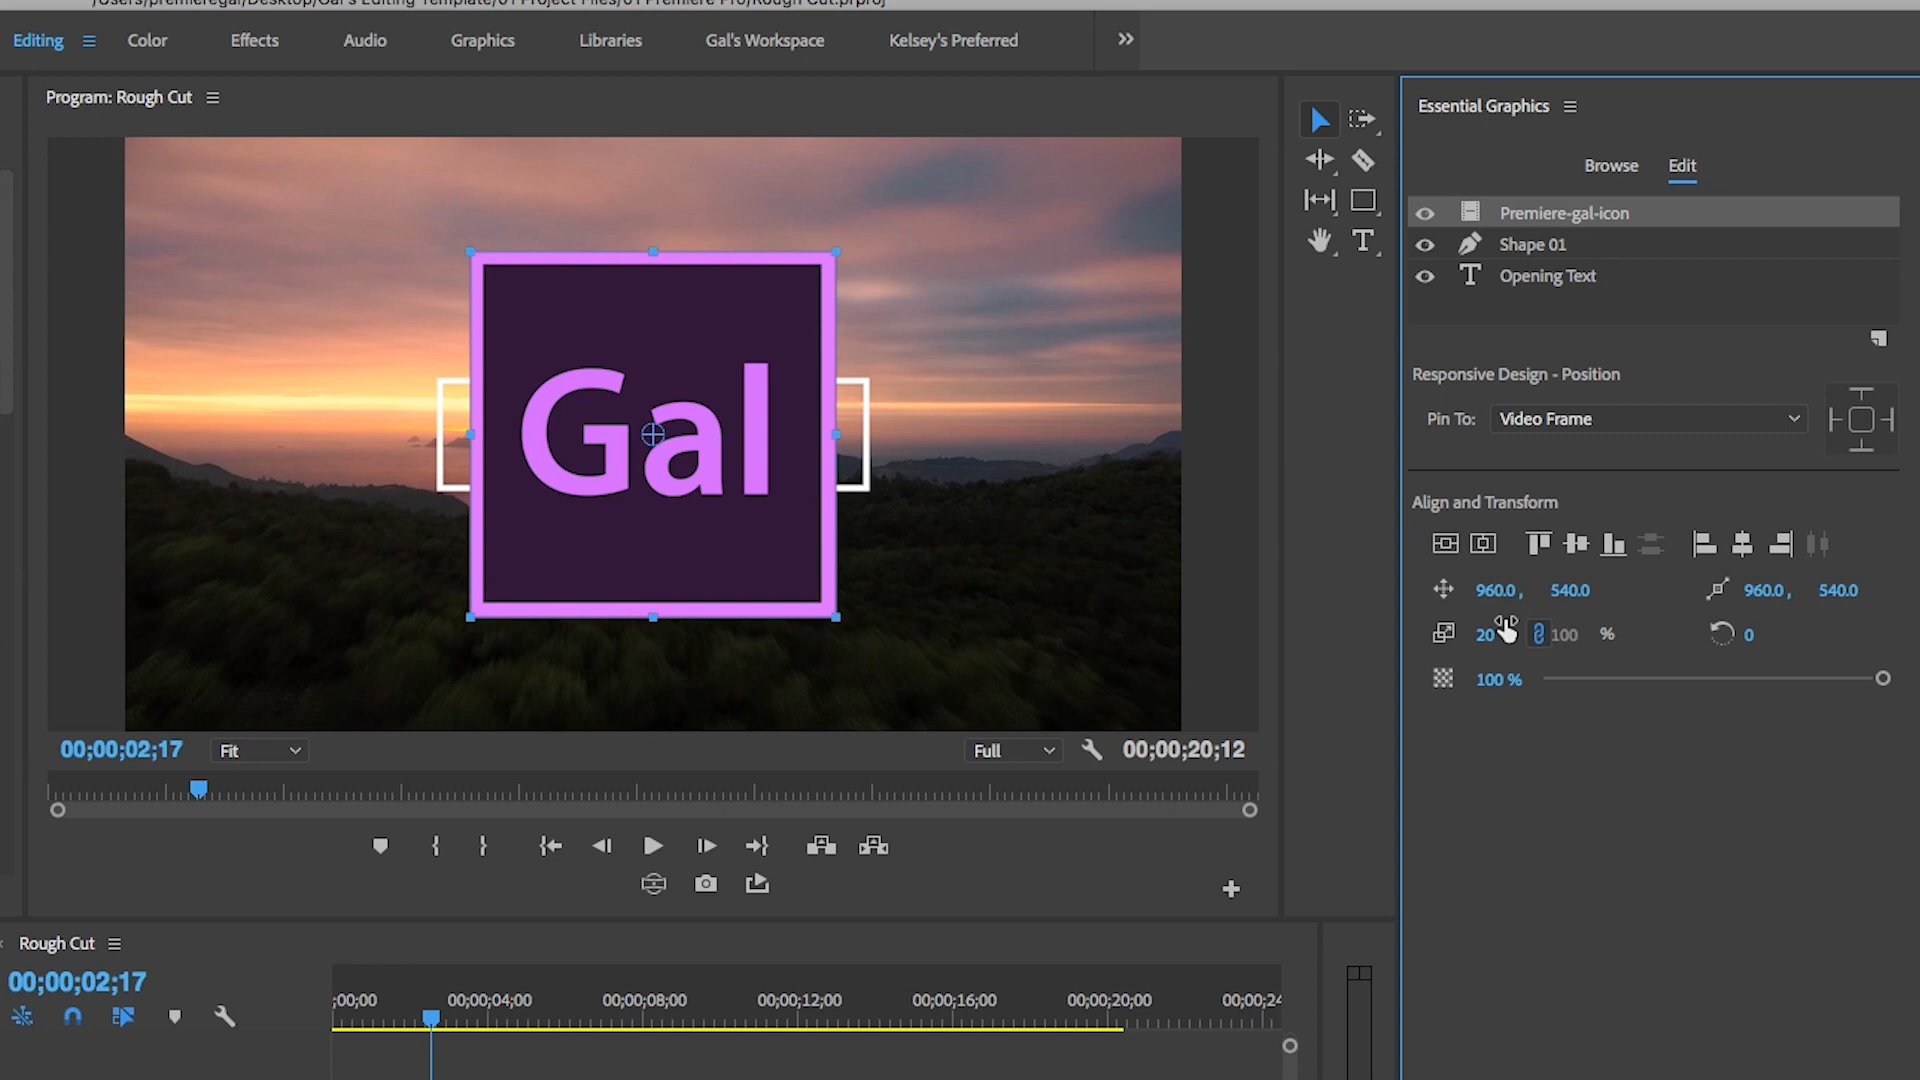 /Users/premieregal/Desktop/Gal's Editing Template/01 Project Files/01 Premiere Pro/Rough Cut.prproj
Editing
Color
Effects
Audio
Graphics
Libraries
Gal's Workspace
Kelsey's Preferred
Program: Rough Cut
Gal
00;00;02;17
Fit
Full
00;00;20;12
Essential Graphics
Browse
Edit
Premiere-gal-icon
Shape 01
Opening Text
Responsive Design - Position
Pin To:
Video Frame
Align and Transform
960.0 ,
540.0
960.0 ,
540.0
20
100
%
0
100 %
Rough Cut
00;00;02;17
;00;00
00;00;04;00
00;00;08;00
00;00;12;00
00;00;16;00
00;00;20;00
00;00;24